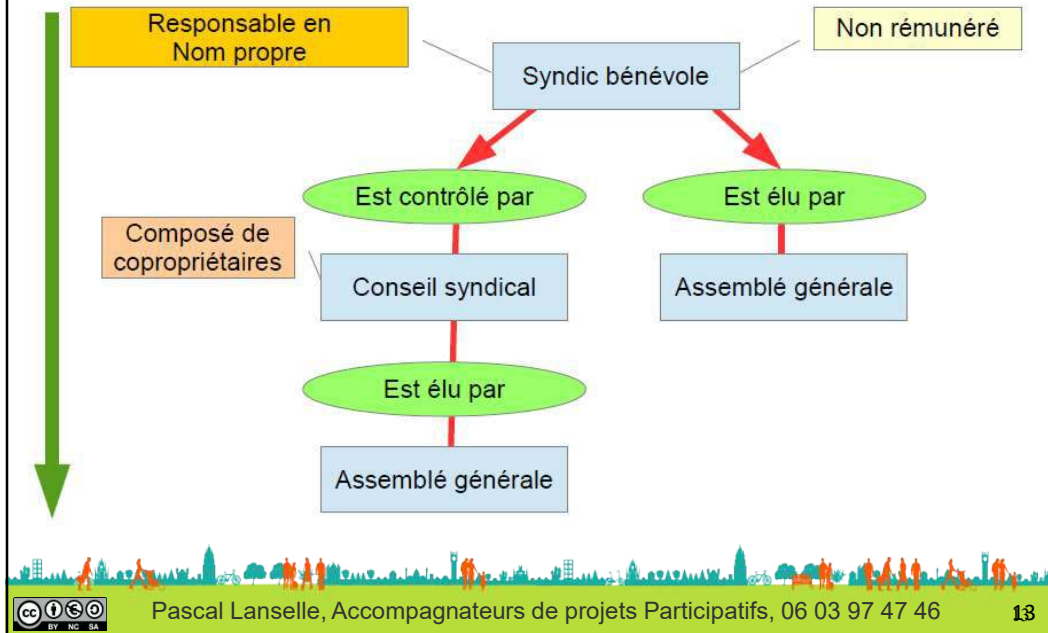 Responsable en
Nom propre
Non rémunéré
Syndic bénévole
Est contrôlé par
Est élu par
Composé de
copropriétaires
Conseil syndical
Assemblé générale
Est élu par
Assemblé générale
cc BY NC SA
Pascal Lanselle, Accompagnateurs de projets Participatifs, 06 03 97 47 46
13